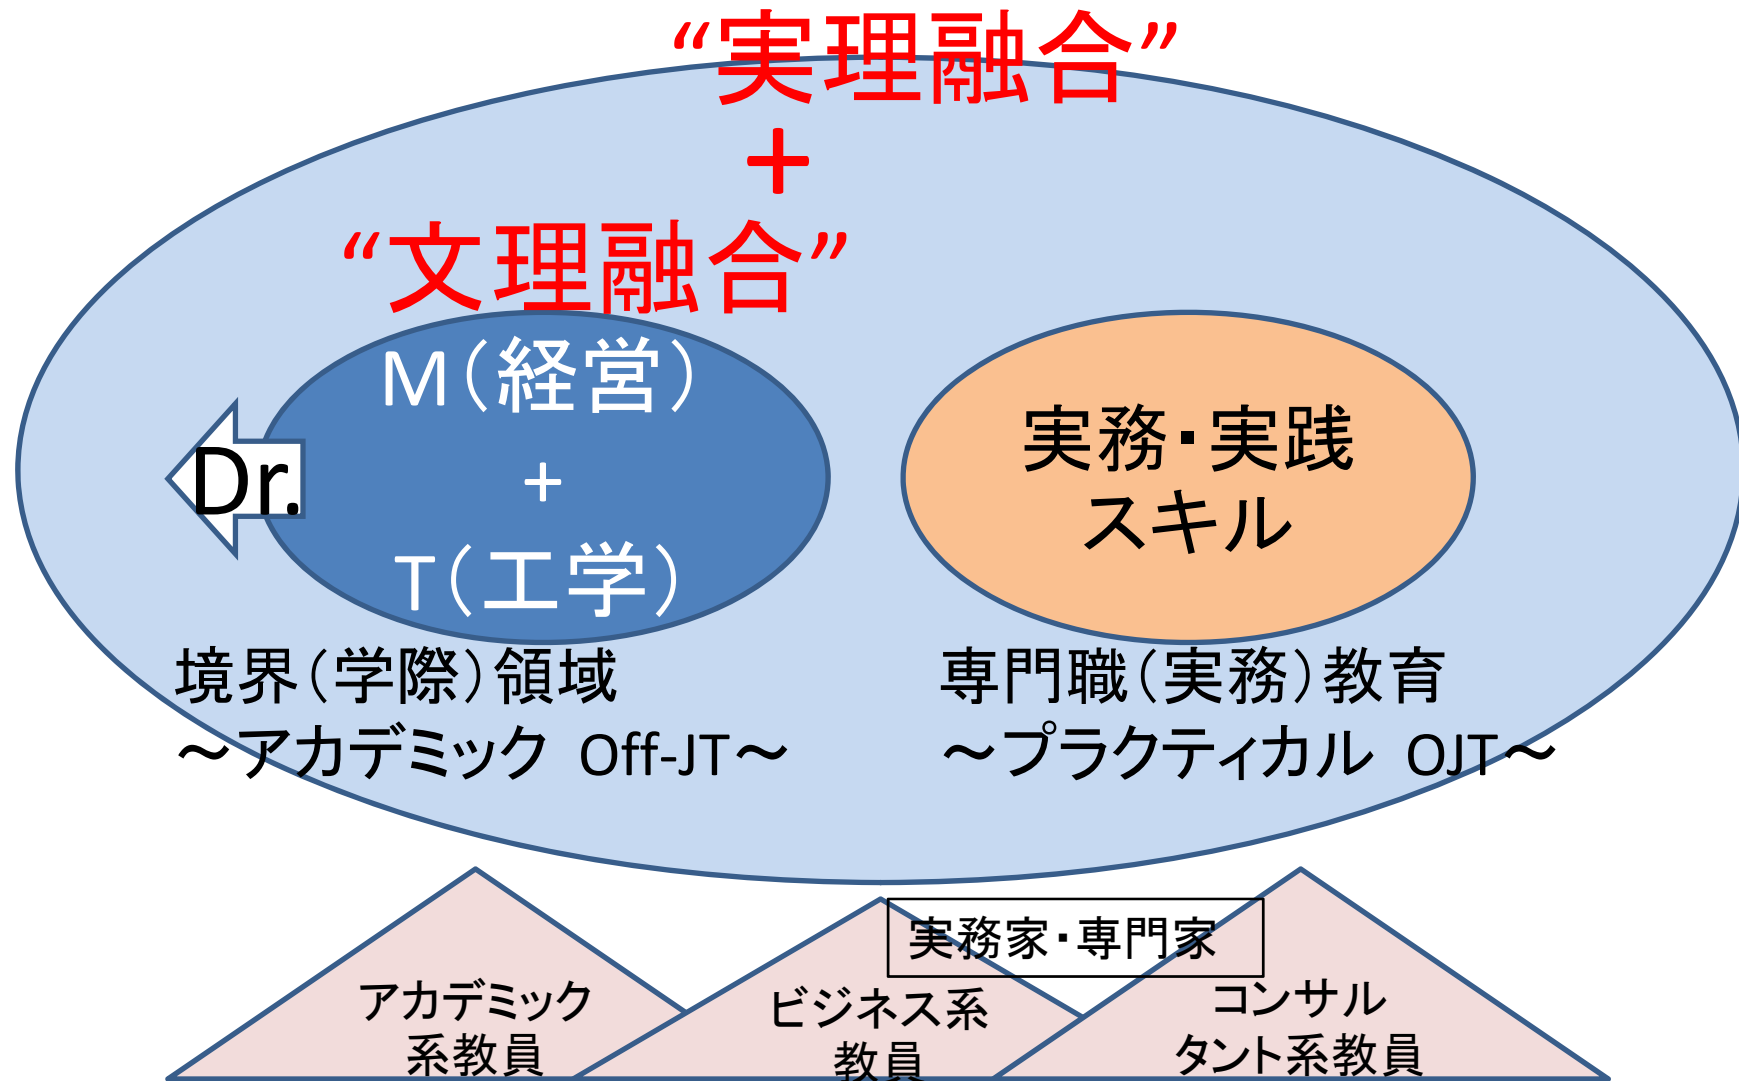 “実理融合”
+
“文理融合”
M(経営)
+
T(工学)
Dr.
実務・実践
スキル
境界(学際)領域
~アカデミック Off-JT~
専門職(実務)教育
~プラクティカル OJT~
実務家・専門家
アカデミック
系教員
ビジネス系
教員
コンサル
タント系教員